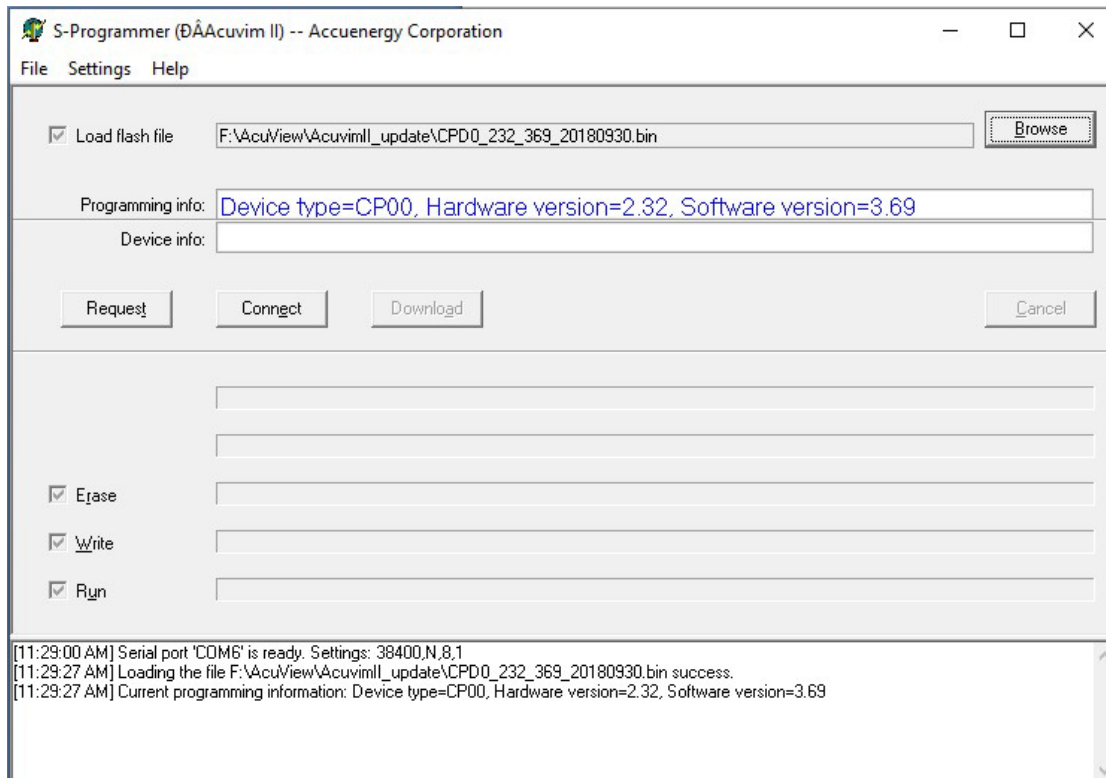 S-Programmer (ÐÂAcuvim II) -- Accuenergy Corporation
File Settings Help
Load flash file F:\AcuView\AcuvimII_update\CPD0_232_369_20180930.bin Browse
Programming info: Device type=CP00, Hardware version=2.32, Software version=3.69
Device info:
Request Connect Download Cancel
Erase
Write
Run
[11:29:00 AM] Serial port 'COM6' is ready. Settings: 38400,N,8,1
[11:29:27 AM] Loading the file F:\AcuView\AcuvimII_update\CPD0_232_369_20180930.bin success.
[11:29:27 AM] Current programming information: Device type=CP00, Hardware version=2.32, Software version=3.69